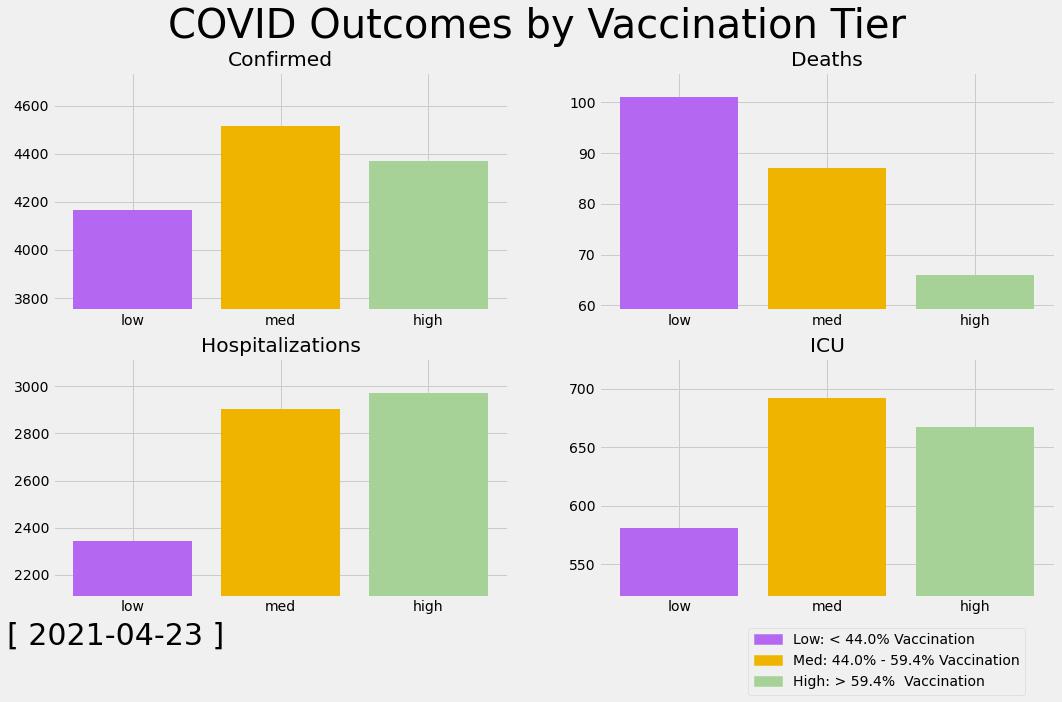 COVID Outcomes by Vaccination Tier
Confirmed
4600
4400
4200
4000
3800
low med high
Deaths
100
90
80
70
60
low med high
Hospitalizations
3000
2800
2600
2400
2200
low med high
ICU
700
650
600
550
low med high
[ 2021-04-23 ]
Low: < 44.0% Vaccination
Med: 44.0% - 59.4% Vaccination
High: > 59.4%  Vaccination